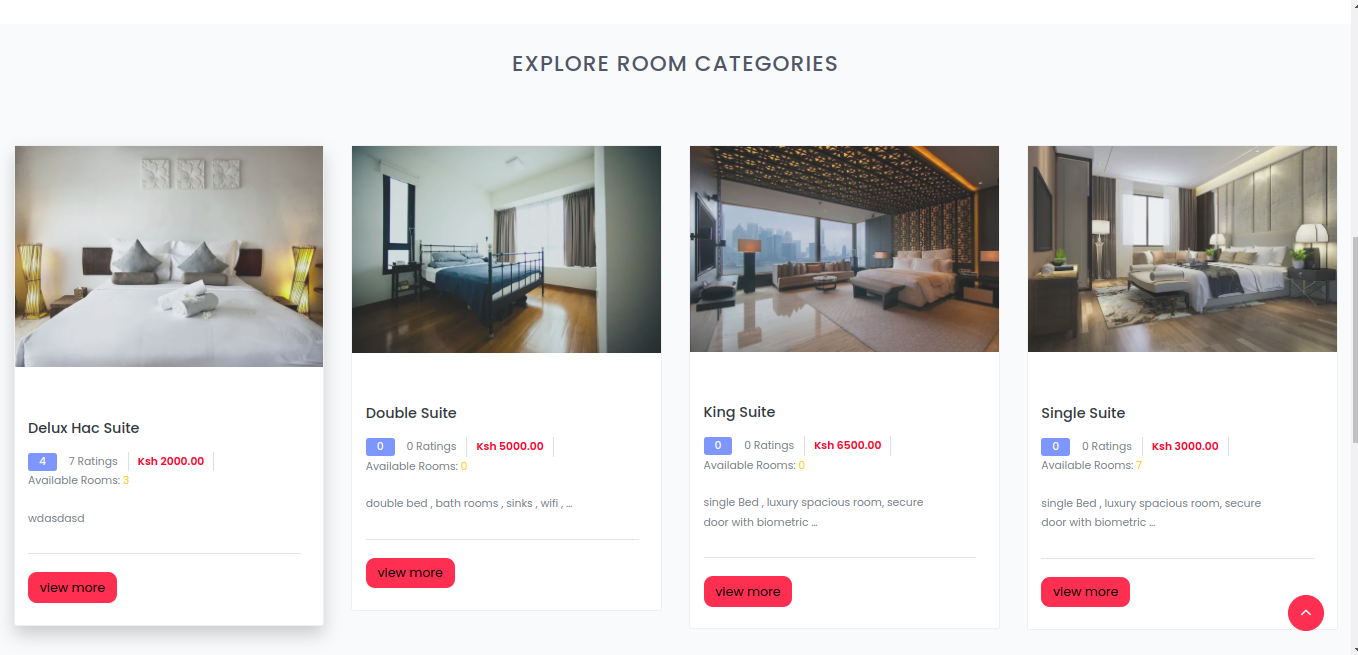 EXPLORE ROOM CATEGORIES
Delux Hac Suite
4 7 Ratings Ksh 2000.00
Available Rooms: 3
wdasdasd
view more
Double Suite
0 0 Ratings Ksh 5000.00
Available Rooms: 0
double bed , bath rooms , sinks , wifi , ...
view more
King Suite
0 0 Ratings Ksh 6500.00
Available Rooms: 0
single Bed , luxury spacious room, secure
door with biometric ...
view more
Single Suite
0 0 Ratings Ksh 3000.00
Available Rooms: 7
single Bed , luxury spacious room, secure
door with biometric ...
view more